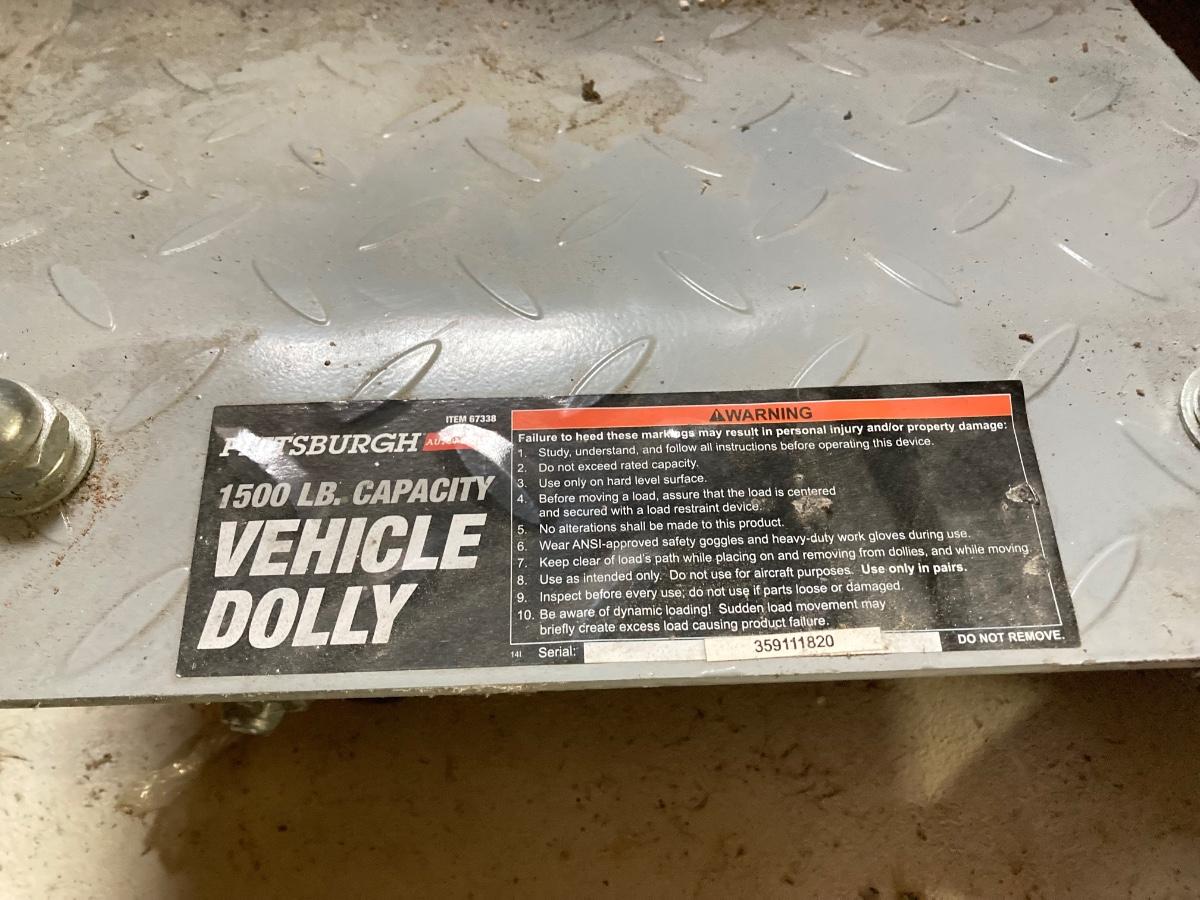 ITEM 67338
PITTSBURGH
AUTOMOTIVE
1500 LB. CAPACITY
VEHICLE
DOLLY
⚠WARNING
Failure to heed these markings may result in personal injury and/or property damage:
1. Study, understand, and follow all instructions before operating this device.
2. Do not exceed rated capacity.
3. Use only on hard level surface.
4. Before moving a load, assure that the load is centered
and secured with a load restraint device.
5. No alterations shall be made to this product.
6. Wear ANSI-approved safety goggles and heavy-duty work gloves during use.
7. Keep clear of load's path while placing on and removing from dollies, and while moving.
8. Use as intended only. Do not use for aircraft purposes. Use only in pairs.
9. Inspect before every use; do not use if parts loose or damaged.
10. Be aware of dynamic loading! Sudden load movement may
briefly create excess load causing product failure.
14I Serial: 359111820 DO NOT REMOVE.